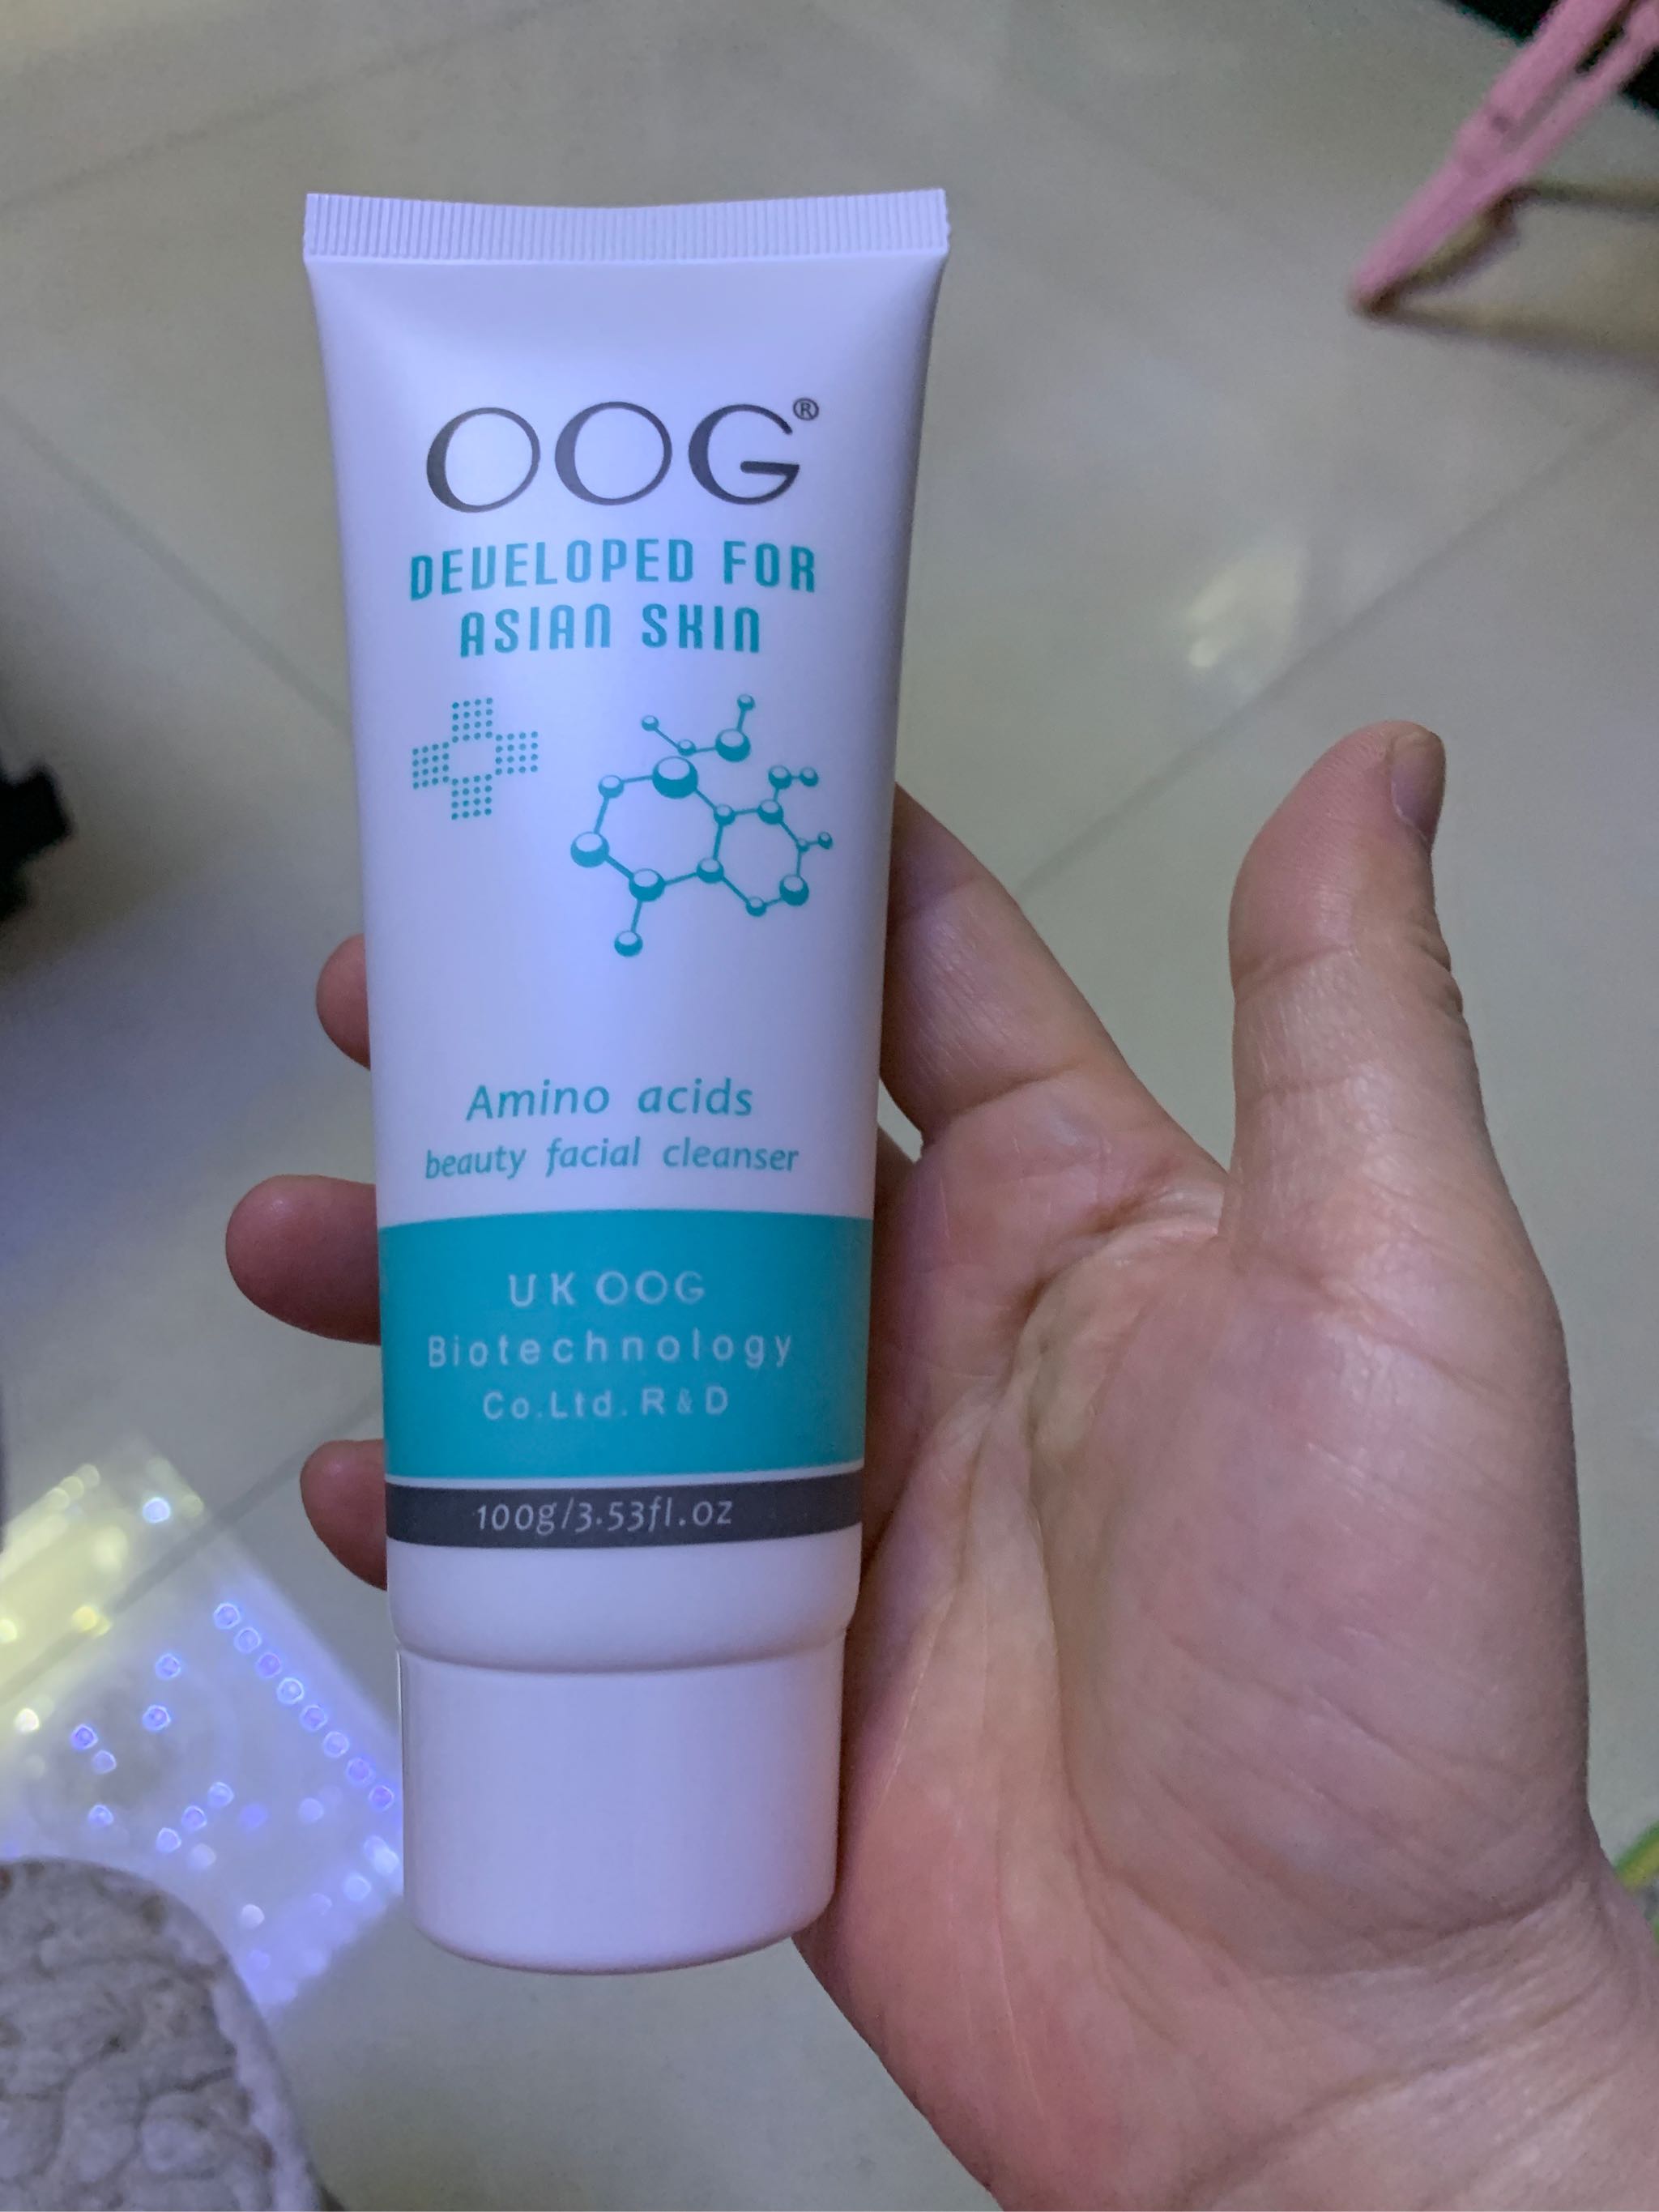 OOG®
DEVELOPED FOR
ASIAN SKIN
Amino acids
beauty facial cleanser
UK OOG
Biotechnology
Co.Ltd.R&D
100g/3.53fl.oz